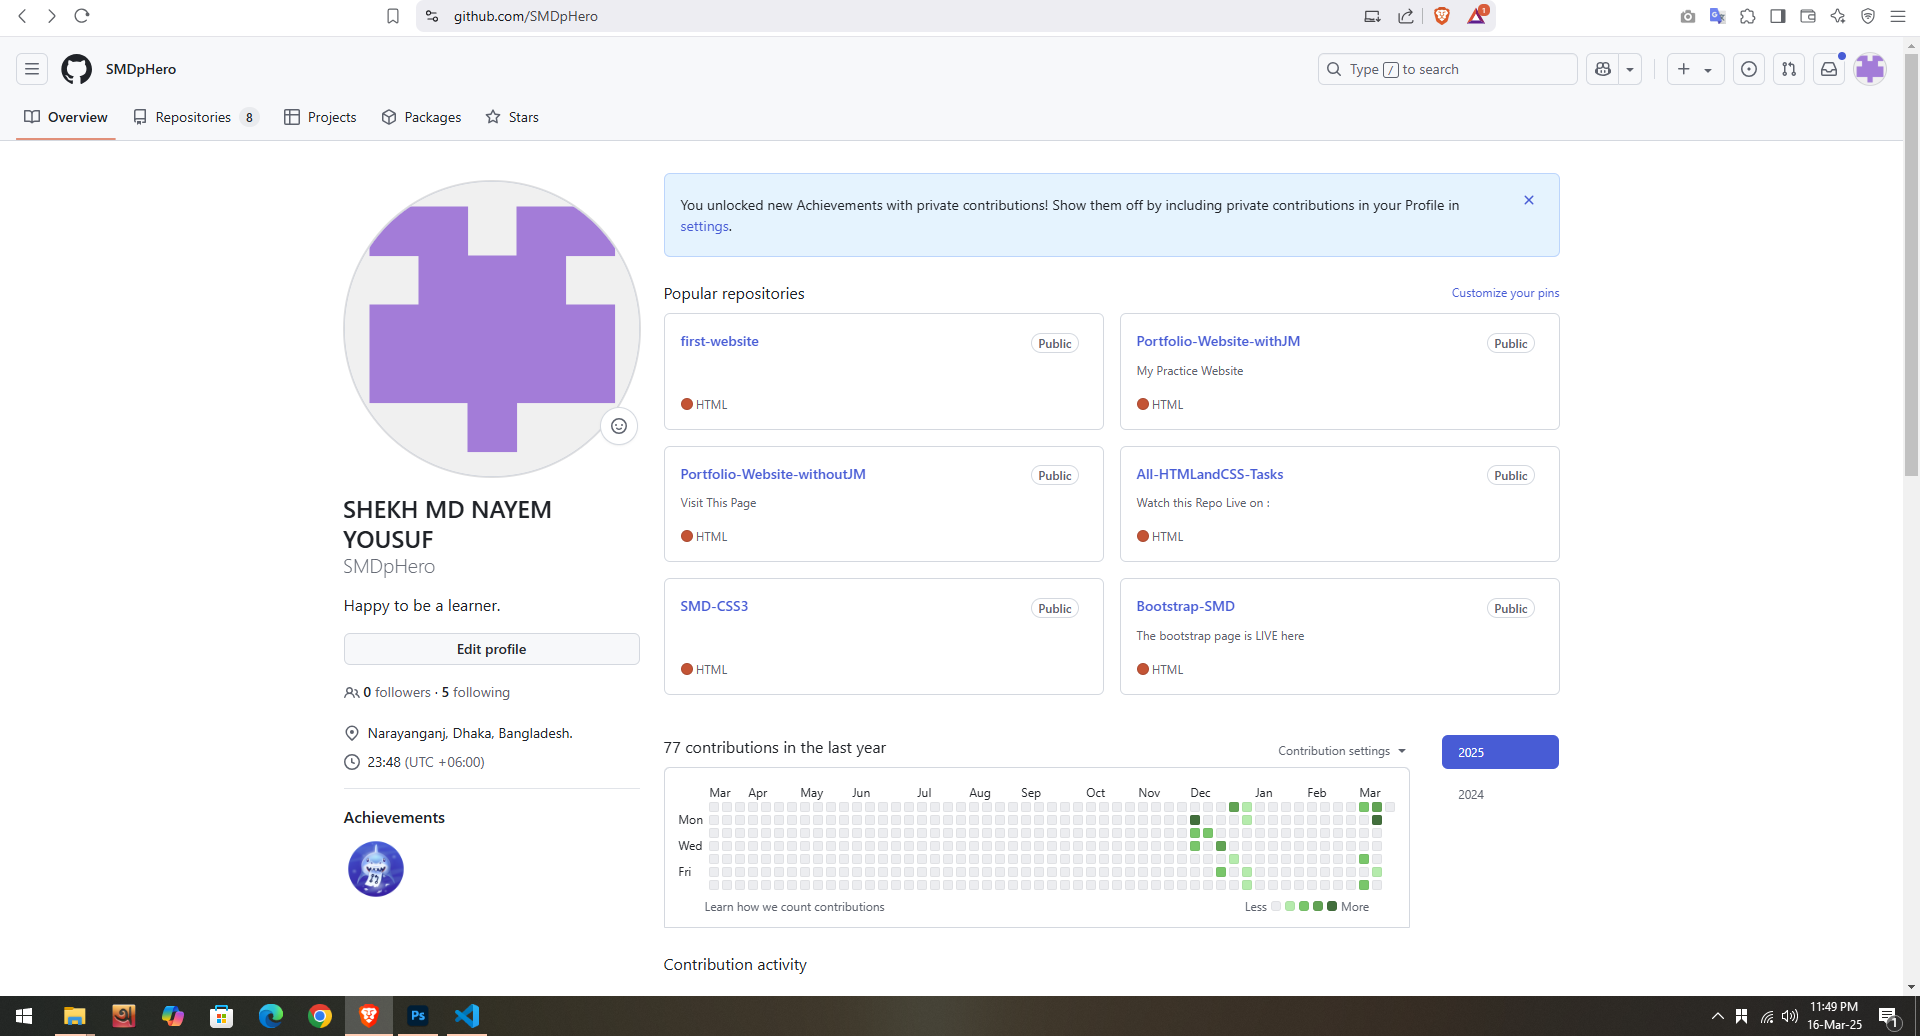 github.com/SMDpHero
1
SMDpHero
Type / to search
Overview
Repositories 8
Projects
Packages
Stars
You unlocked new Achievements with private contributions! Show them off by including private contributions in your Profile in
settings.
Popular repositories
Customize your pins
first-website
Public
HTML
Portfolio-Website-withJM
Public
My Practice Website
HTML
Portfolio-Website-withoutJM
Public
Visit This Page
HTML
All-HTMLandCSS-Tasks
Public
Watch this Repo Live on :
HTML
SMD-CSS3
Public
HTML
Bootstrap-SMD
Public
The bootstrap page is LIVE here
HTML
SHEKH MD NAYEM
YOUSUF
SMDpHero
Happy to be a learner.
Edit profile
0 followers · 5 following
Narayanganj, Dhaka, Bangladesh.
23:48 (UTC +06:00)
Achievements
77 contributions in the last year
Contribution settings
2025
2024
Mar Apr May Jun Jul Aug Sep Oct Nov Dec Jan Feb Mar
Mon
Wed
Fri
Learn how we count contributions
Less More
Contribution activity
Ps
11:49 PM
16-Mar-25
1